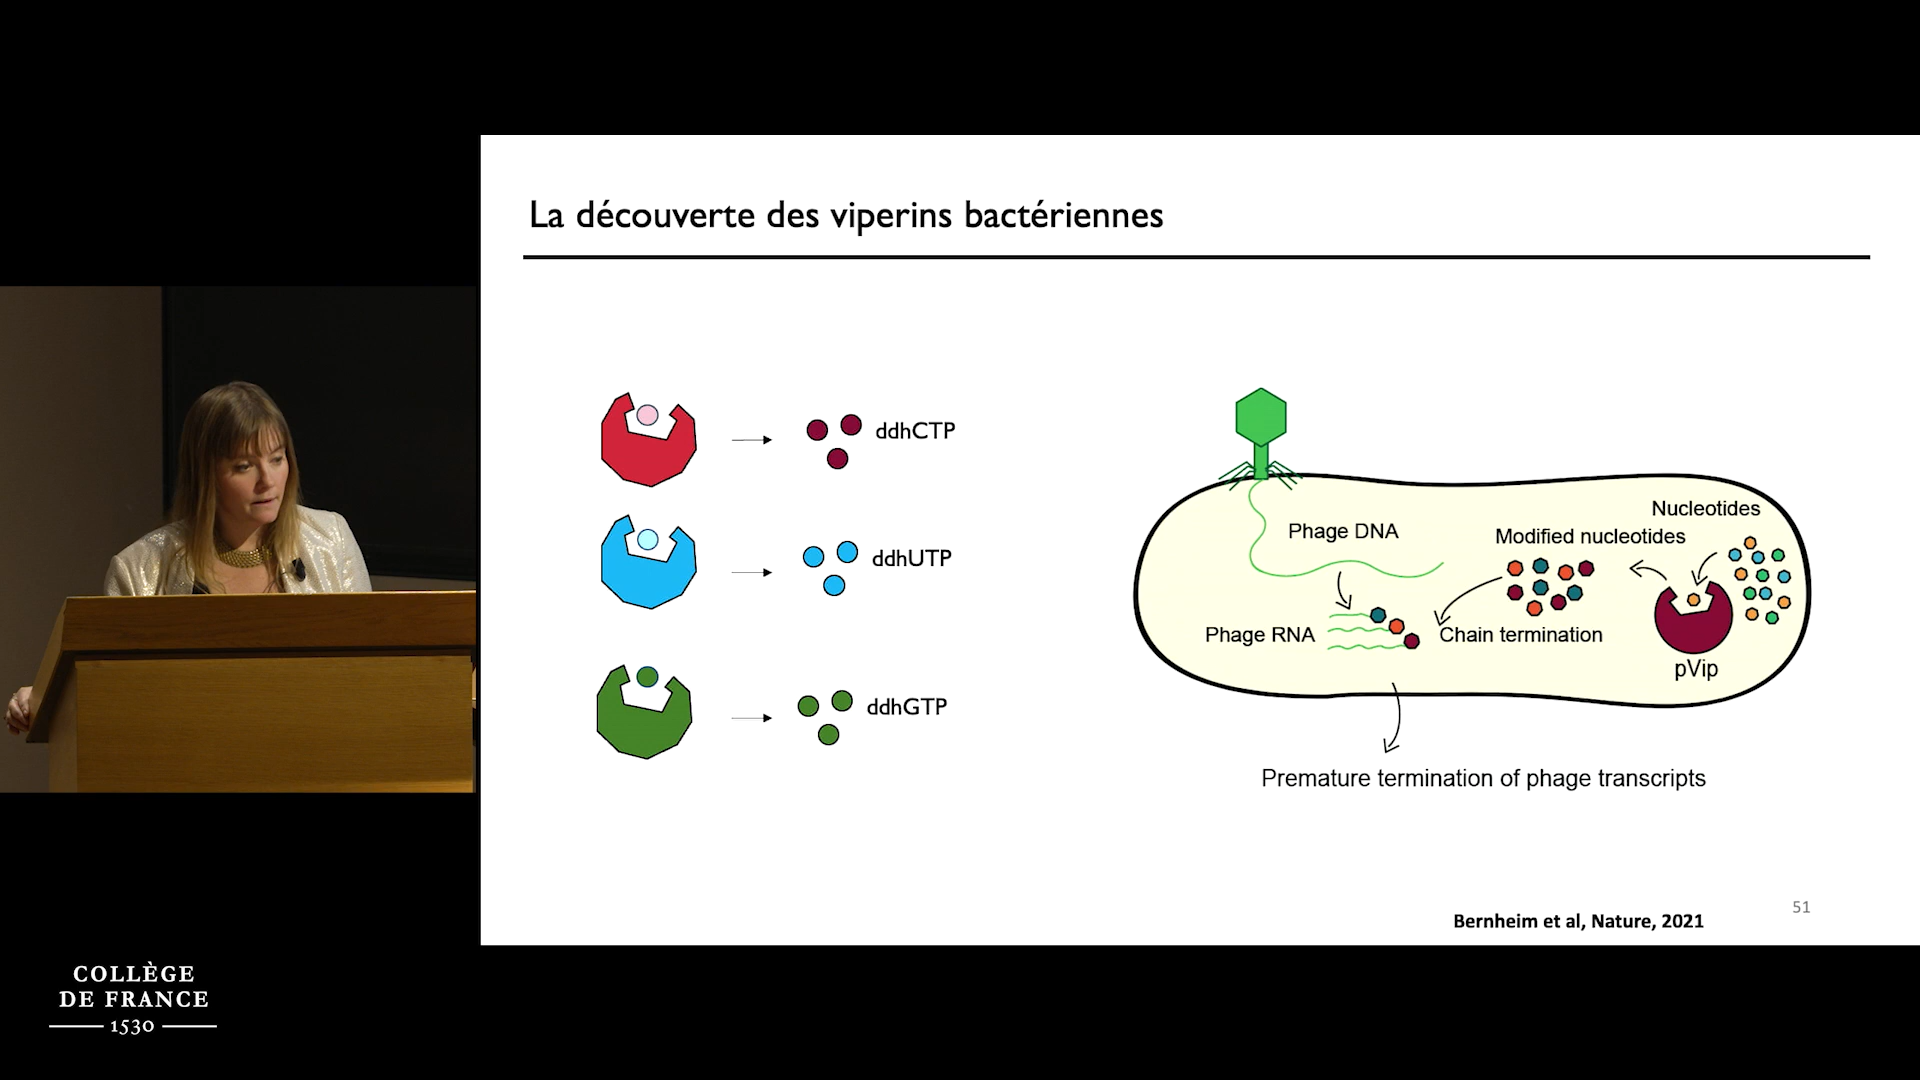 La découverte des viperins bactériennes
ddhCTP
ddhUTP
ddhGTP
Nucleotides
Phage DNA
Modified nucleotides
Phage RNA
Chain termination
pVip
Premature termination of phage transcripts
51
Bernheim et al, Nature, 2021
COLLÈGE
DE FRANCE
1530